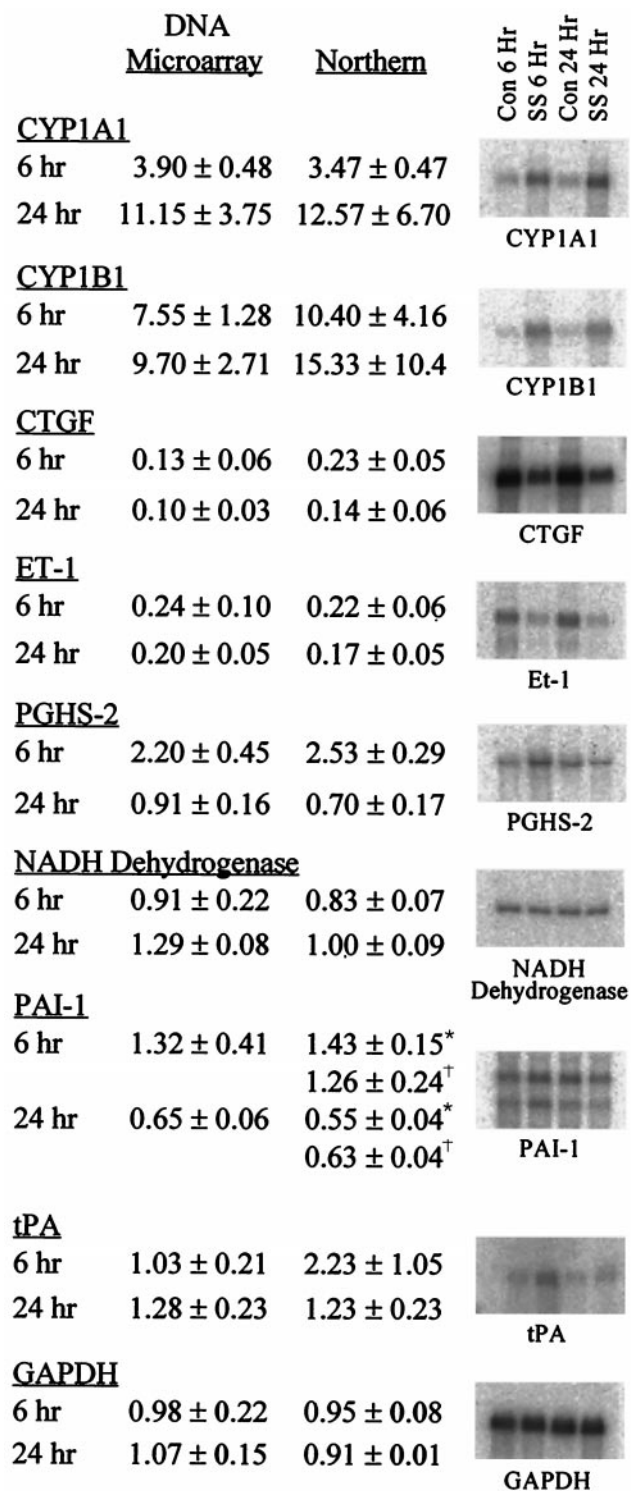 DNA
Microarray Northern
Con 6 Hr
SS 6 Hr
Con 24 Hr
SS 24 Hr
CYP1A1
6 hr 3.90 ± 0.48 3.47 ± 0.47
24 hr 11.15 ± 3.75 12.57 ± 6.70
CYP1A1
CYP1B1
6 hr 7.55 ± 1.28 10.40 ± 4.16
24 hr 9.70 ± 2.71 15.33 ± 10.4
CYP1B1
CTGF
6 hr 0.13 ± 0.06 0.23 ± 0.05
24 hr 0.10 ± 0.03 0.14 ± 0.06
CTGF
ET-1
6 hr 0.24 ± 0.10 0.22 ± 0.06
24 hr 0.20 ± 0.05 0.17 ± 0.05
Et-1
PGHS-2
6 hr 2.20 ± 0.45 2.53 ± 0.29
24 hr 0.91 ± 0.16 0.70 ± 0.17
PGHS-2
NADH Dehydrogenase
6 hr 0.91 ± 0.22 0.83 ± 0.07
24 hr 1.29 ± 0.08 1.00 ± 0.09
NADH
Dehydrogenase
PAI-1
6 hr 1.32 ± 0.41 1.43 ± 0.15*
1.26 ± 0.24†
24 hr 0.65 ± 0.06 0.55 ± 0.04*
0.63 ± 0.04†
PAI-1
tPA
6 hr 1.03 ± 0.21 2.23 ± 1.05
24 hr 1.28 ± 0.23 1.23 ± 0.23
tPA
GAPDH
6 hr 0.98 ± 0.22 0.95 ± 0.08
24 hr 1.07 ± 0.15 0.91 ± 0.01
GAPDH